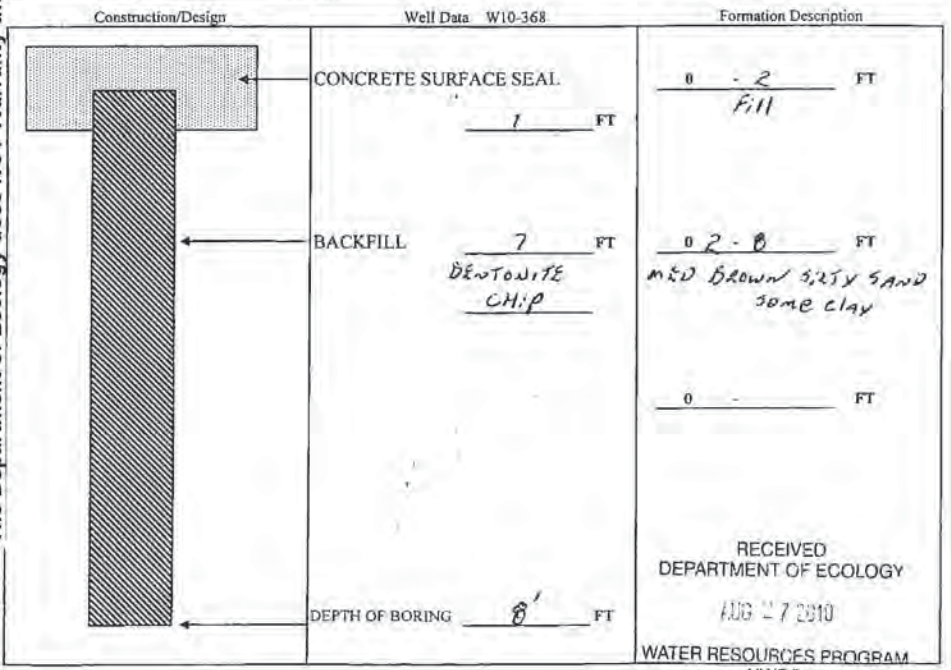 Construction/Design Well Data W10-368 Formation Description
CONCRETE SURFACE SEAL
1 FT
0 - 2 FT
Fill
BACKFILL 7 FT
BENTONITE
CHIP
0 2 - 8 FT
MED BROWN SILTY SAND
SOME CLAY
0 - FT
RECEIVED
DEPARTMENT OF ECOLOGY
AUG 27 2010
DEPTH OF BORING 8' FT
WATER RESOURCES PROGRAM